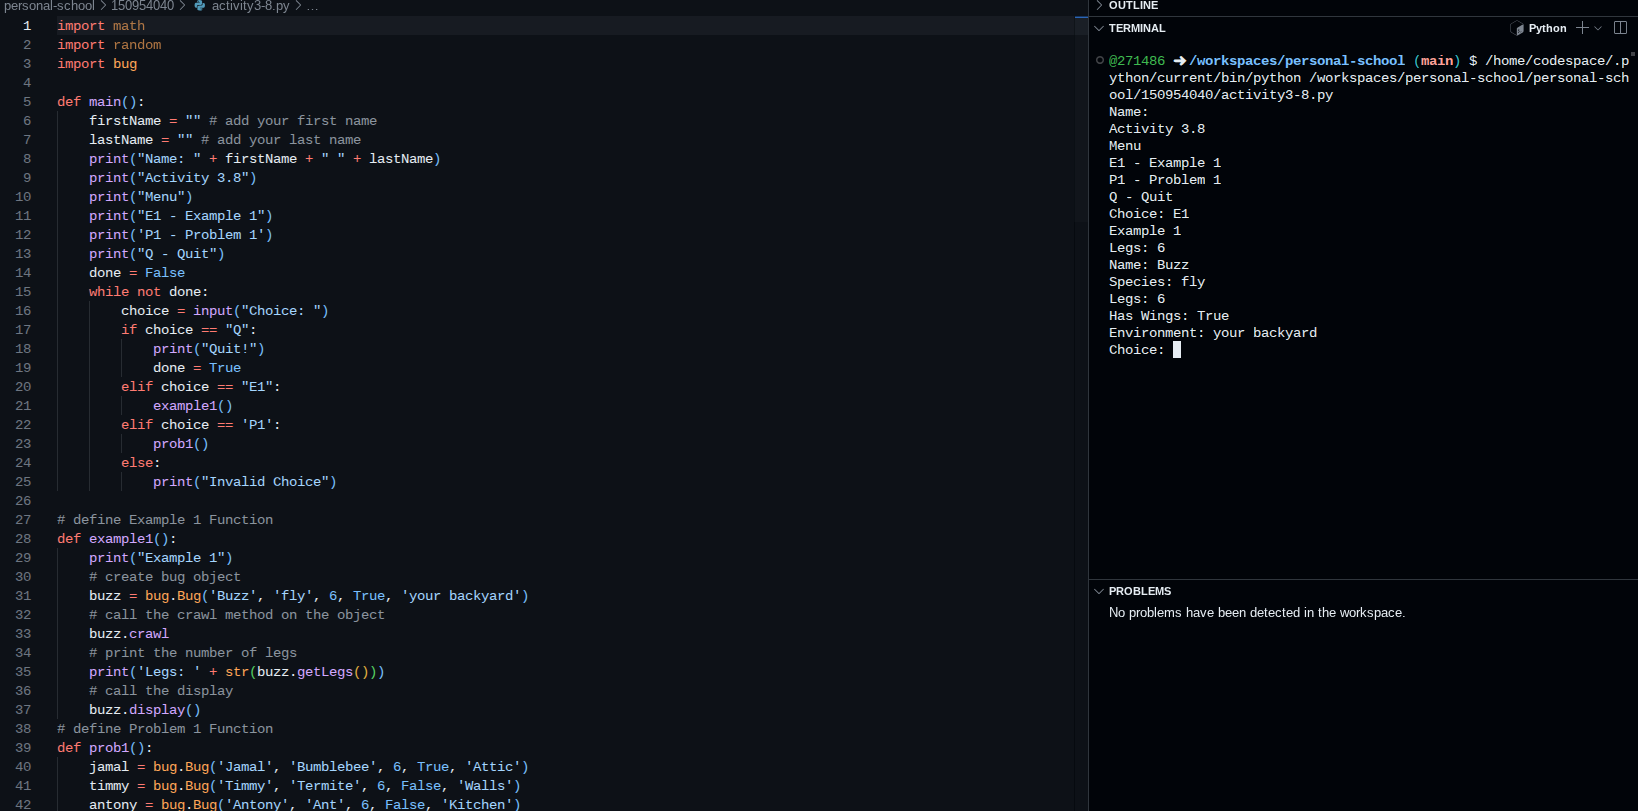 personal-school > 150954040 > activity3-8.py > ...
1 import math
2 import random
3 import bug
4
5 def main():
6 firstName = "" # add your first name
7 lastName = "" # add your last name
8 print("Name: " + firstName + " " + lastName)
9 print("Activity 3.8")
10 print("Menu")
11 print("E1 - Example 1")
12 print('P1 - Problem 1')
13 print("Q - Quit")
14 done = False
15 while not done:
16 choice = input("Choice: ")
17 if choice == "Q":
18 print("Quit!")
19 done = True
20 elif choice == "E1":
21 example1()
22 elif choice == 'P1':
23 prob1()
24 else:
25 print("Invalid Choice")
26
27 # define Example 1 Function
28 def example1():
29 print("Example 1")
30 # create bug object
31 buzz = bug.Bug('Buzz', 'fly', 6, True, 'your backyard')
32 # call the crawl method on the object
33 buzz.crawl
34 # print the number of legs
35 print('Legs: ' + str(buzz.getLegs()))
36 # call the display
37 buzz.display()
38 # define Problem 1 Function
39 def prob1():
40 jamal = bug.Bug('Jamal', 'Bumblebee', 6, True, 'Attic')
41 timmy = bug.Bug('Timmy', 'Termite', 6, False, 'Walls')
42 antony = bug.Bug('Antony', 'Ant', 6, False, 'Kitchen')
OUTLINE
TERMINAL
Python
@271486 ➜ /workspaces/personal-school (main) $ /home/codespace/.p
ython/current/bin/python /workspaces/personal-school/personal-sch
ool/150954040/activity3-8.py
Name:
Activity 3.8
Menu
E1 - Example 1
P1 - Problem 1
Q - Quit
Choice: E1
Example 1
Legs: 6
Name: Buzz
Species: fly
Legs: 6
Has Wings: True
Environment: your backyard
Choice:
PROBLEMS
No problems have been detected in the workspace.